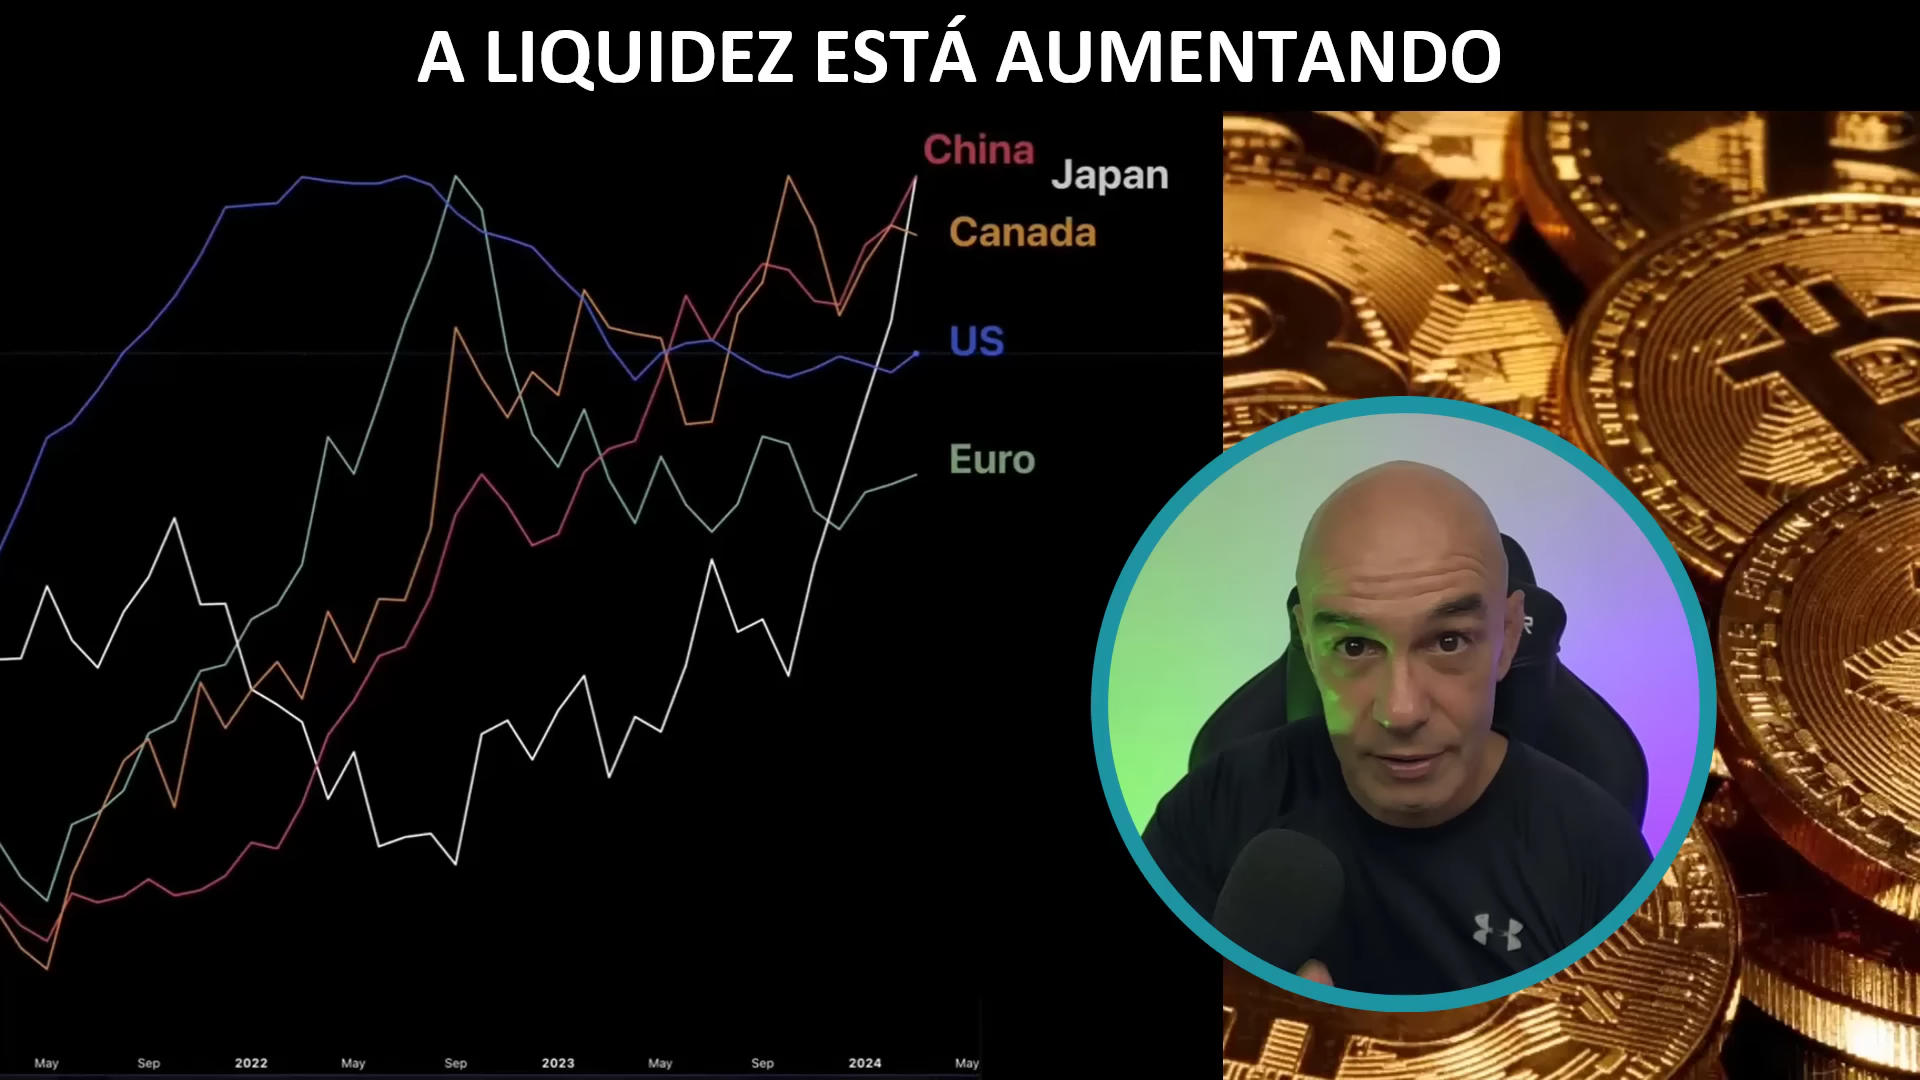 A LIQUIDEZ ESTÁ AUMENTANDO
China
Japan
Canada
US
Euro
May
Sep
2022
May
Sep
2023
May
Sep
2024
May